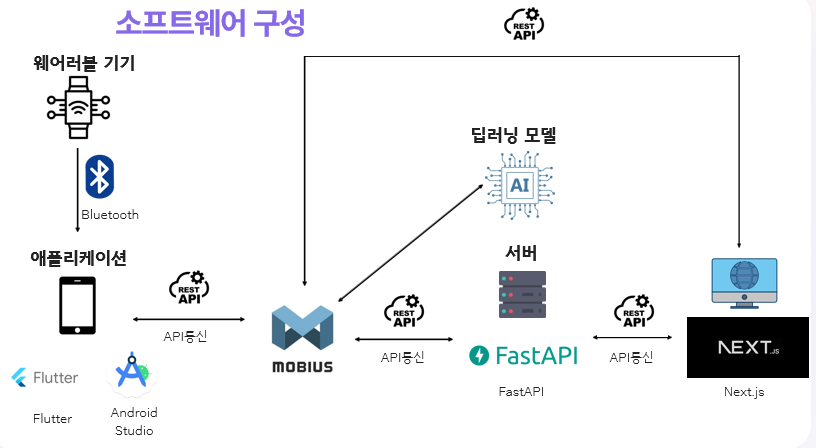 소프트웨어 구성
REST
API
웨어러블 기기
Bluetooth
딥러닝 모델
AI
애플리케이션
서버
REST
API
API통신
MOBIUS
REST
API
API통신
FastAPI
FastAPI
REST
API
API통신
NEXT.JS
Next.js
Flutter
Flutter
Android
Studio